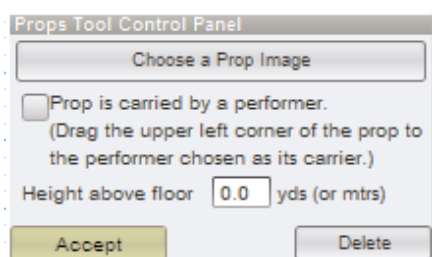 Props Tool Control Panel
Choose a Prop Image
Prop is carried by a performer.
(Drag the upper left corner of the prop to
the performer chosen as its carrier.)
Height above floor 0.0 yds (or mtrs)
Accept Delete